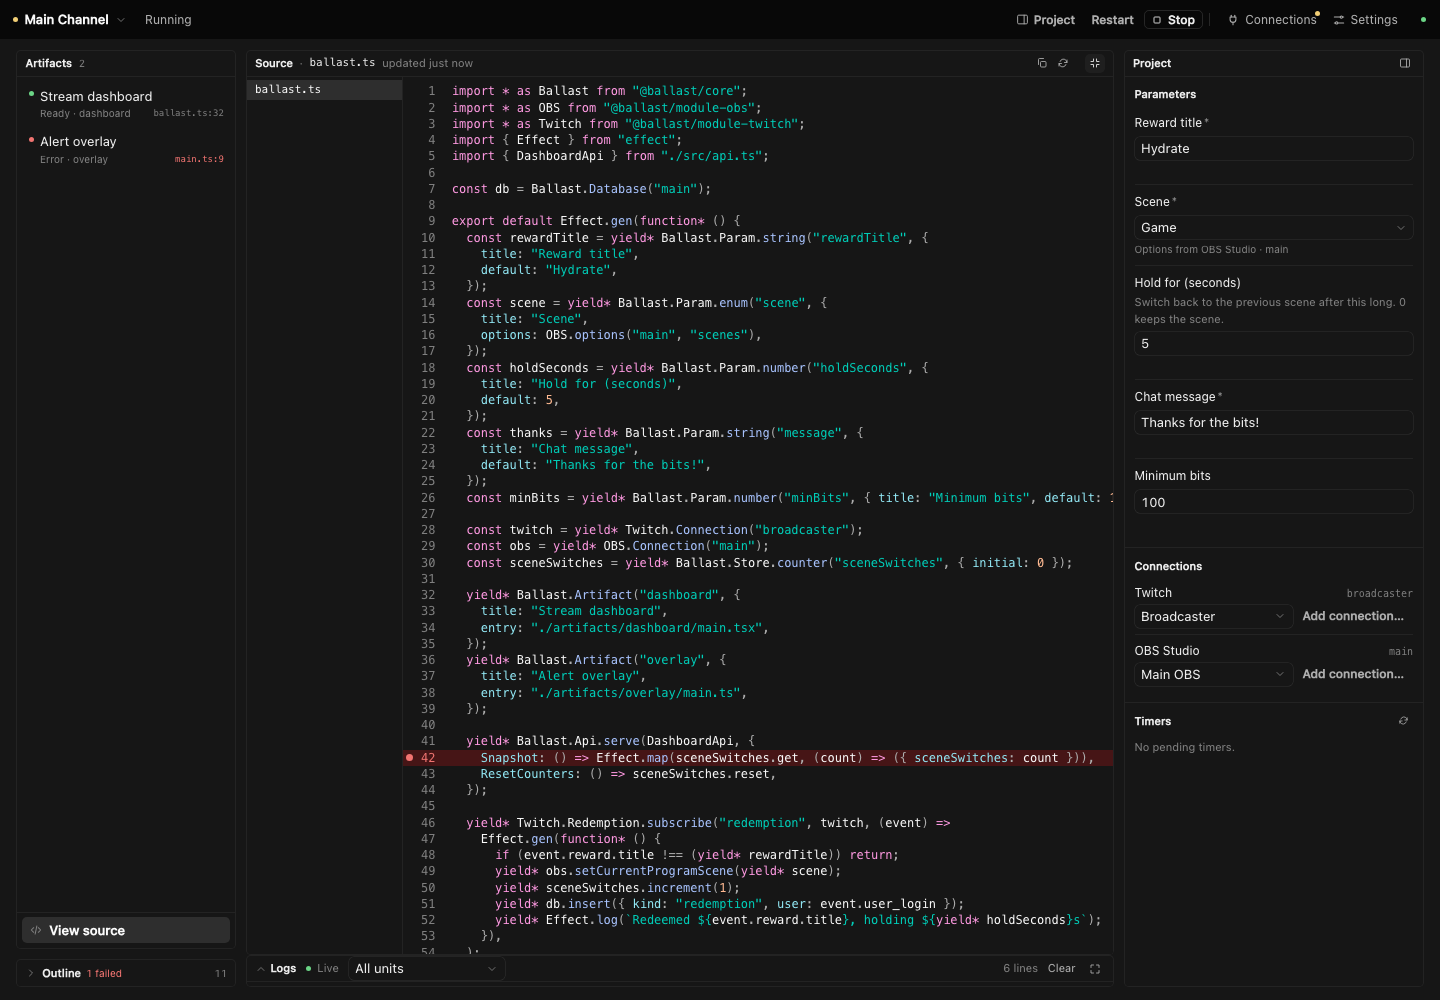 Main Channel
Running
Project
Restart
Stop
Connections
Settings
Artifacts 2
Stream dashboard
Ready · dashboard ballast.ts:32
Alert overlay
Error · overlay main.ts:9
View source
Outline 1 failed 11
Source · ballast.ts updated just now
ballast.ts
1 import * as Ballast from "@ballast/core";
2 import * as OBS from "@ballast/module-obs";
3 import * as Twitch from "@ballast/module-twitch";
4 import { Effect } from "effect";
5 import { DashboardApi } from "./src/api.ts";
6
7 const db = Ballast.Database("main");
8
9 export default Effect.gen(function* () {
10 const rewardTitle = yield* Ballast.Param.string("rewardTitle", {
11 title: "Reward title",
12 default: "Hydrate",
13 });
14 const scene = yield* Ballast.Param.enum("scene", {
15 title: "Scene",
16 options: OBS.options("main", "scenes"),
17 });
18 const holdSeconds = yield* Ballast.Param.number("holdSeconds", {
19 title: "Hold for (seconds)",
20 default: 5,
21 });
22 const thanks = yield* Ballast.Param.string("message", {
23 title: "Chat message",
24 default: "Thanks for the bits!",
25 });
26 const minBits = yield* Ballast.Param.number("minBits", { title: "Minimum bits", default: 1
27
28 const twitch = yield* Twitch.Connection("broadcaster");
29 const obs = yield* OBS.Connection("main");
30 const sceneSwitches = yield* Ballast.Store.counter("sceneSwitches", { initial: 0 });
31
32 yield* Ballast.Artifact("dashboard", {
33 title: "Stream dashboard",
34 entry: "./artifacts/dashboard/main.tsx",
35 });
36 yield* Ballast.Artifact("overlay", {
37 title: "Alert overlay",
38 entry: "./artifacts/overlay/main.ts",
39 });
40
41 yield* Ballast.Api.serve(DashboardApi, {
42 Snapshot: () => Effect.map(sceneSwitches.get, (count) => ({ sceneSwitches: count })),
43 ResetCounters: () => sceneSwitches.reset,
44 });
45
46 yield* Twitch.Redemption.subscribe("redemption", twitch, (event) =>
47 Effect.gen(function* () {
48 if (event.reward.title !== (yield* rewardTitle)) return;
49 yield* obs.setCurrentProgramScene(yield* scene);
50 yield* sceneSwitches.increment(1);
51 yield* db.insert({ kind: "redemption", user: event.user_login });
52 yield* Effect.log(`Redeemed ${event.reward.title}, holding ${yield* holdSeconds}s`);
53 }),
54 );
Logs Live All units 6 lines Clear
Project
Parameters
Reward title *
Hydrate
Scene *
Game
Options from OBS Studio · main
Hold for (seconds)
Switch back to the previous scene after this long. 0
keeps the scene.
5
Chat message *
Thanks for the bits!
Minimum bits
100
Connections
Twitch broadcaster
Broadcaster Add connection...
OBS Studio main
Main OBS Add connection...
Timers
No pending timers.